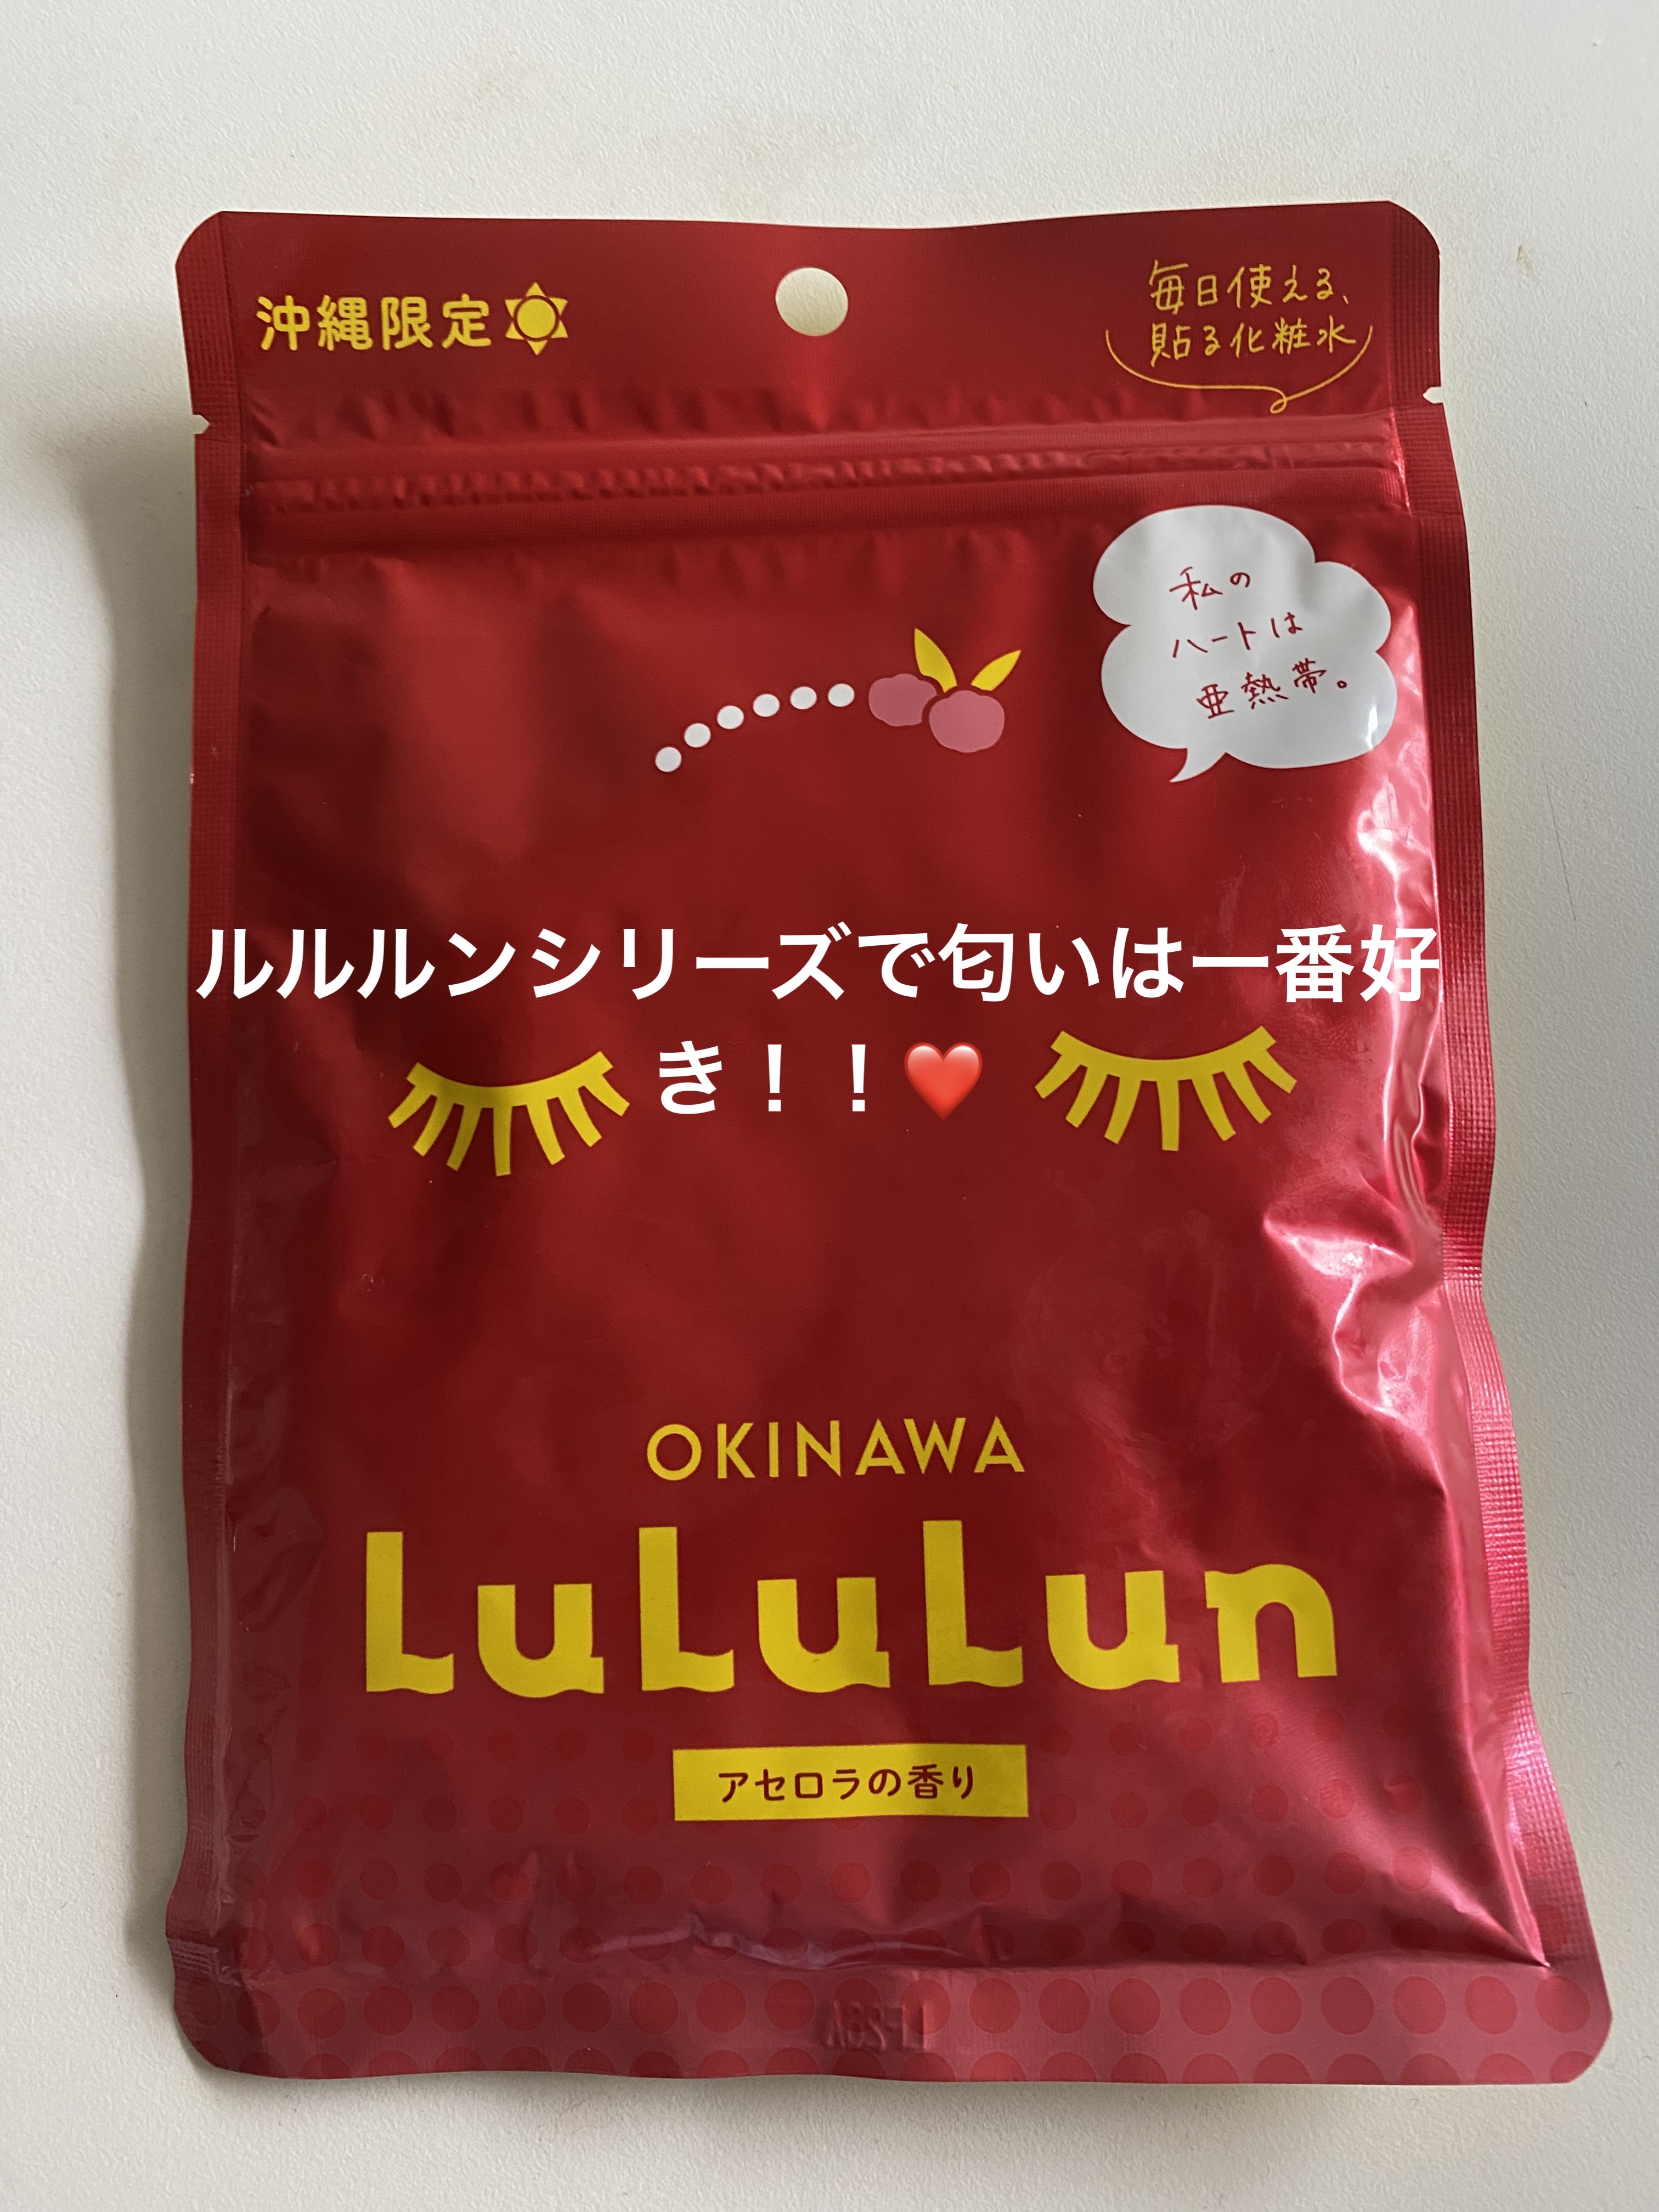 沖縄限定
毎日使える、
貼る化粧水
私の
ハートは
亜熱帯。
ルルルンシリーズで匂いは一番好
き！！❤️
OKINAWA
LuLuLun
アセロラの香り